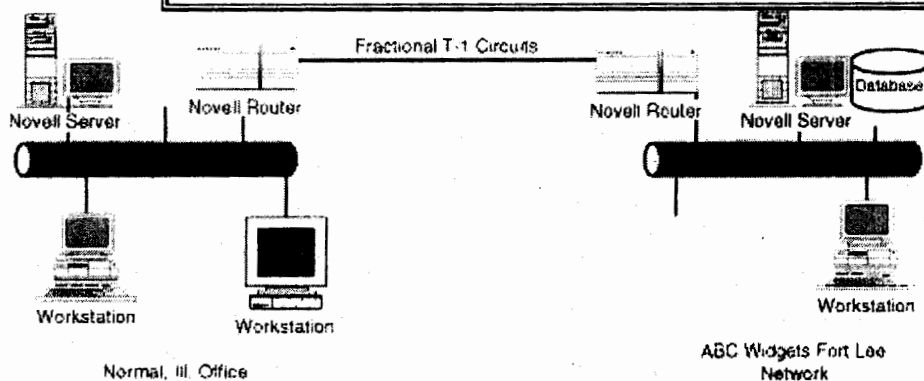 Fractional T-1 Circuits
Novell Server
Novell Router
Novell Router
Novell Server
Database
Workstation
Workstation
Workstation
Normal, Ill. Office
ABC Widgets Fort Lee
Network